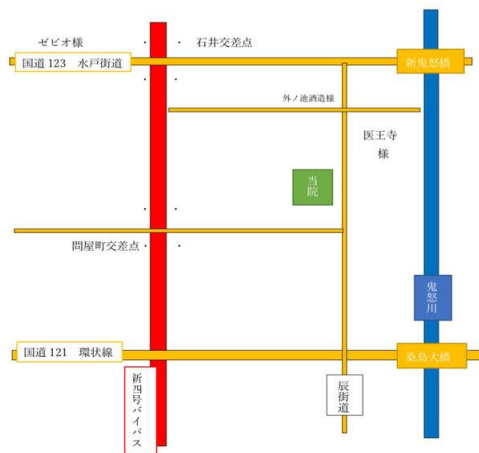 ゼビオ様
石井交差点
国道123　水戸街道
新鬼怒橋
外ノ池酒造様
医王寺
様
当院
問屋町交差点
鬼怒川
国道121　環状線
桑島大橋
新四号バイパス
辰街道